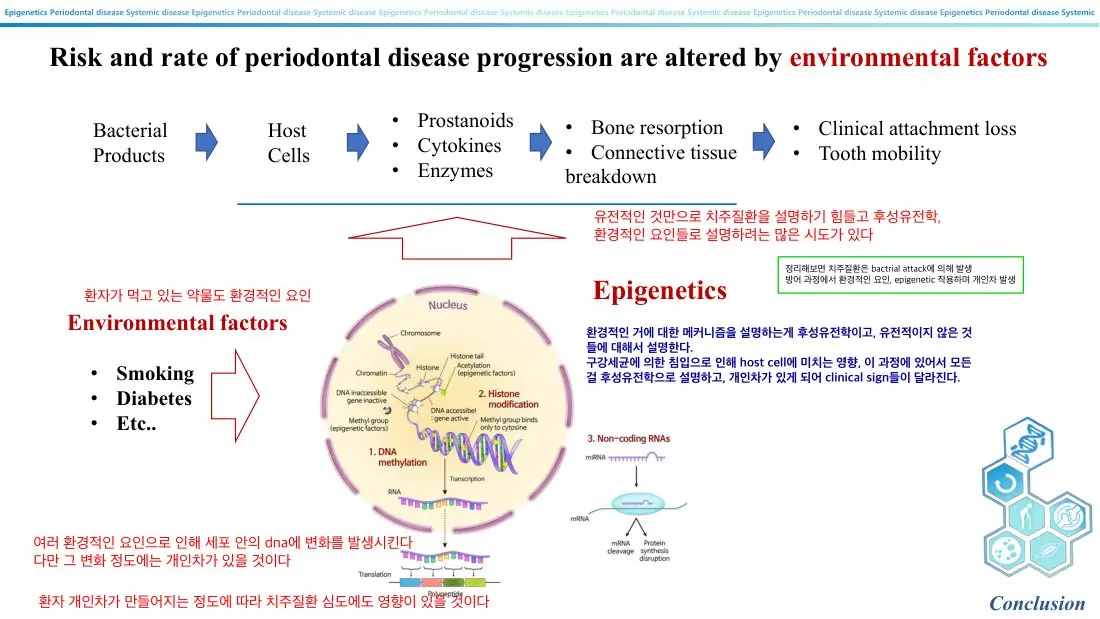 Epigenetics Periodontal disease Systemic disease Epigenetics Periodontal disease Systemic disease Epigenetics Periodontal disease Systemic disease Epigenetics Periodontal disease Systemic disease Epigenetics Periodontal disease Systemic disease Epigenetics Periodontal disease Systemic
Risk and rate of periodontal disease progression are altered by environmental factors
Bacterial
Products
Host
Cells
• Prostanoids
• Cytokines
• Enzymes
• Bone resorption
• Connective tissue
breakdown
• Clinical attachment loss
• Tooth mobility
유전적인 것만으로 치주질환을 설명하기 힘들고 후성유전학,
환경적인 요인들로 설명하려는 많은 시도가 있다
정리해보면 치주질환은 bactrial attack에 의해 발생
방어 과정에서 환경적인 요인, epigenetic 작용하며 개인차 발생
환자가 먹고 있는 약물도 환경적인 요인
Environmental factors
• Smoking
• Diabetes
• Etc..
Epigenetics
환경적인 거에 대한 메커니즘을 설명하는게 후성유전학이고, 유전적이지 않은 것
들에 대해서 설명한다.
구강세균에 의한 침입으로 인해 host cell에 미치는 영향, 이 과정에 있어서 모든
걸 후성유전학으로 설명하고, 개인차가 있게 되어 clinical sign들이 달라진다.
Nucleus
Chromosome
Histone tail
Acetylation
(epigenetic factors)
Histone
Chromatin
DNA inaccessible
gene inactive
2. Histone
modification
DNA accessibel
: gene active
Methyl group
(epigenetic factors)
Methyl group binds
only to cytosine
1. DNA
methylation
Transcription
RNA
Translation
Polypeptide
3. Non-coding RNAs
miRNA
mRNA
mRNA
cleavage
Protein
synthesis
disruption
여러 환경적인 요인으로 인해 세포 안의 dna에 변화를 발생시킨다
다만 그 변화 정도에는 개인차가 있을 것이다
환자 개인차가 만들어지는 정도에 따라 치주질환 심도에도 영향이 있을 것이다
Conclusion